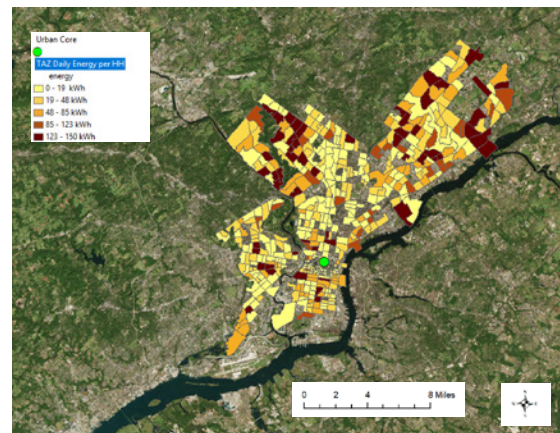 Urban Core
TAZ Daily Energy per HH
energy
0 - 19 kWh
19 - 48 kWh
48 - 85 kWh
85 - 123 kWh
123 - 150 kWh
0 2 4 8 Miles